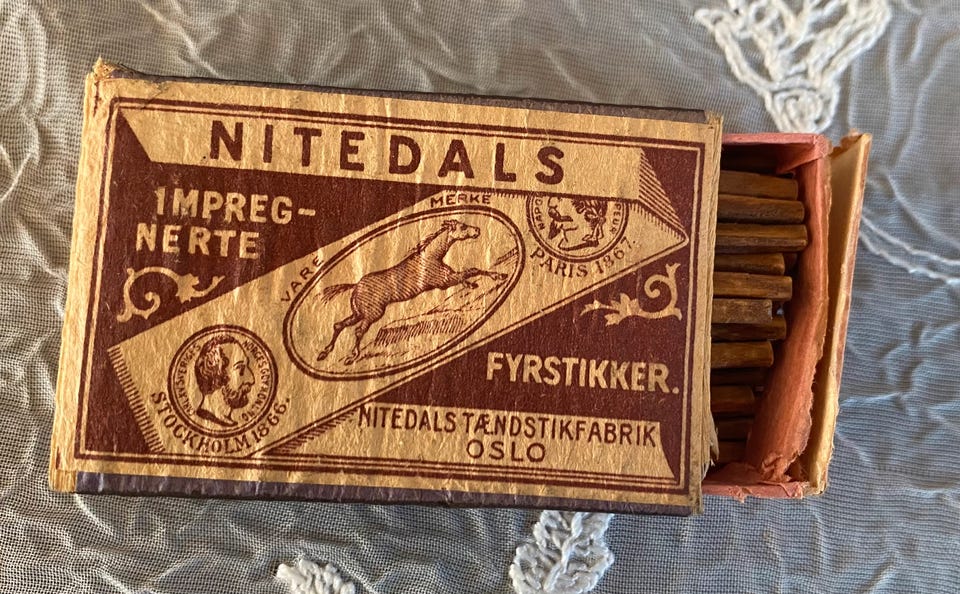 NITEDALS
IMPREG-
NERTE
VARE MERKE
PARIS 1867.
STOCKHOLM 1866.
FYRSTIKKER.
NITEDALS TÆNDSTIKFABRIK
OSLO